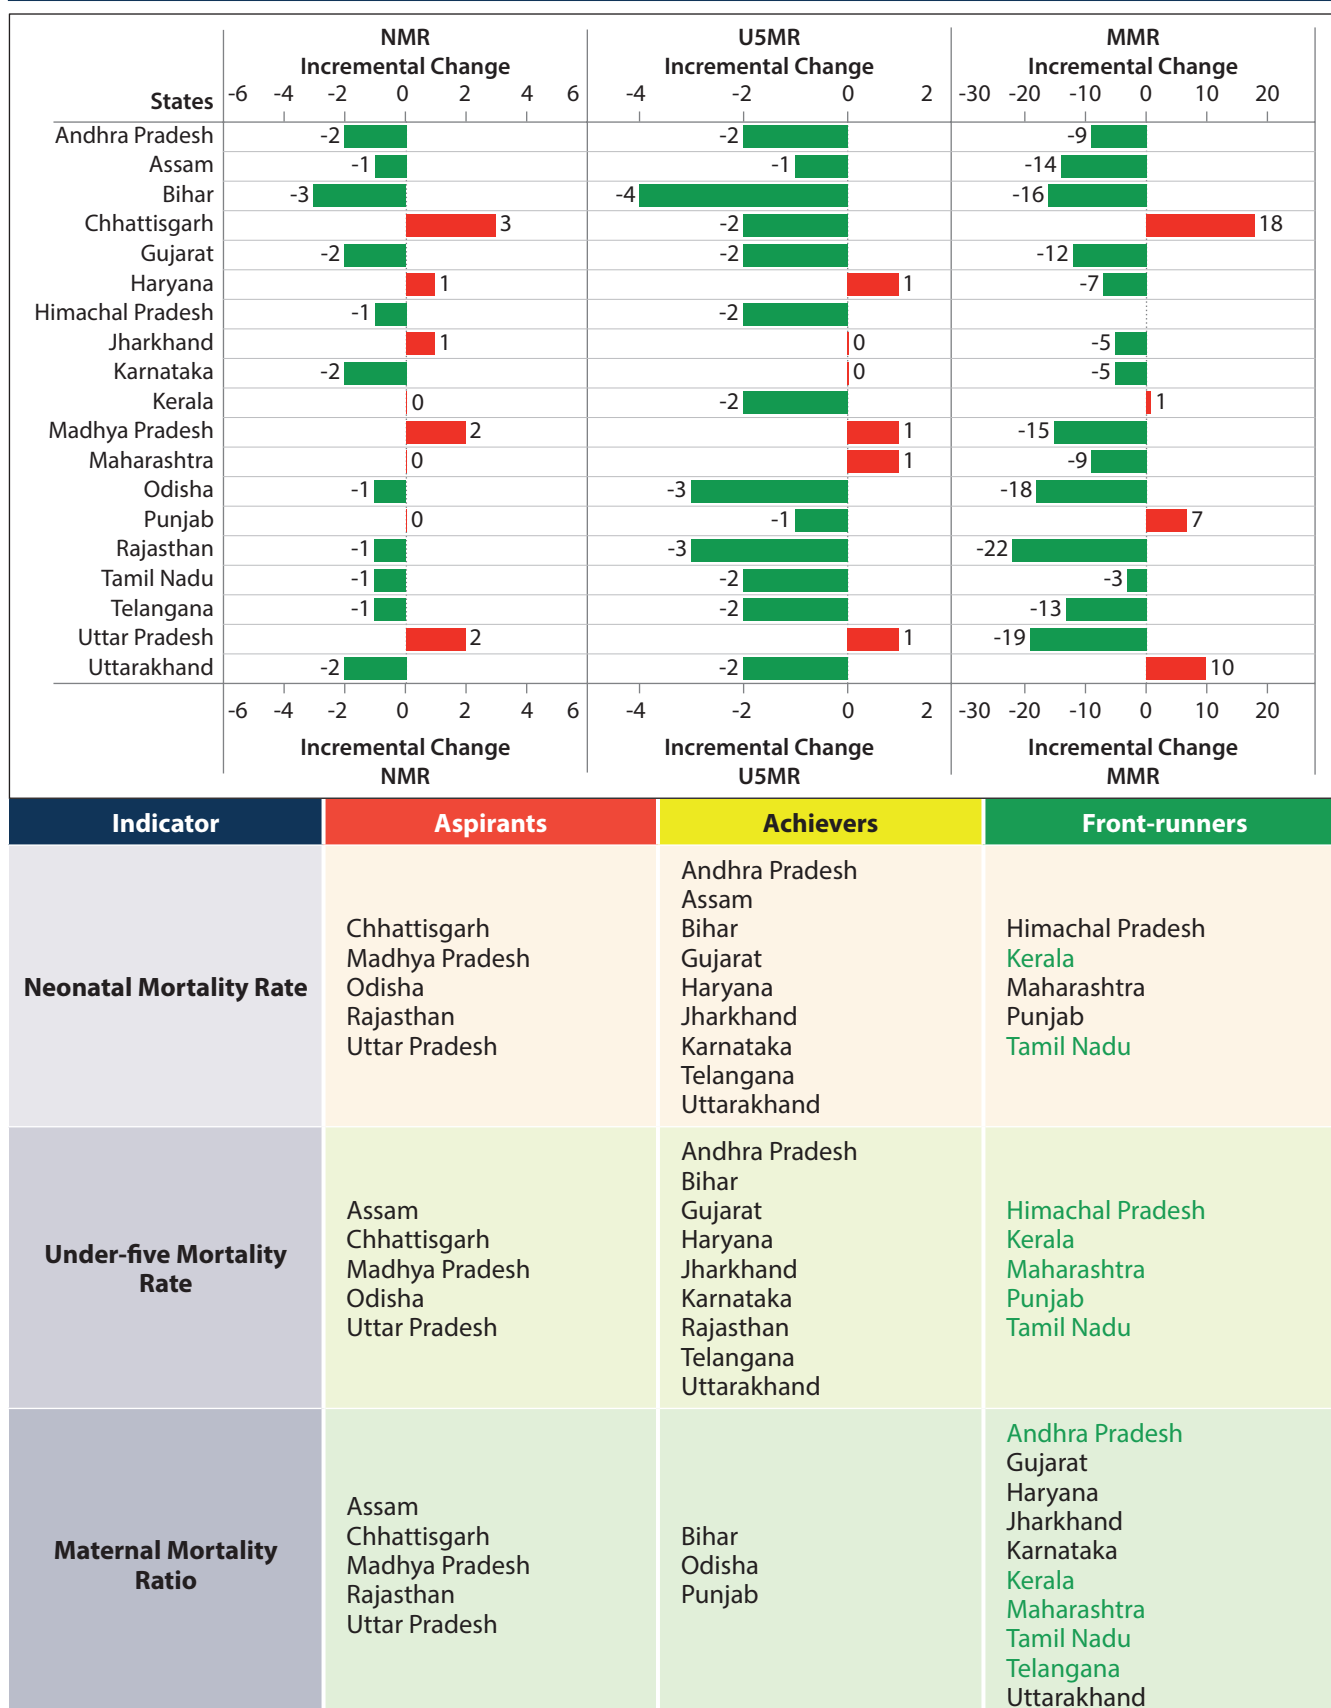 NMR U5MR MMR
Incremental Change Incremental Change Incremental Change
States -6 -4 -2 0 2 4 6 -4 -2 0 2 -30 -20 -10 0 10 20
Andhra Pradesh -2 -2 -9
Assam -1 -1 -14
Bihar -3 -4 -16
Chhattisgarh 3 -2 18
Gujarat -2 -2 -12
Haryana 1 1 -7
Himachal Pradesh -1 -2
Jharkhand 1 0 -5
Karnataka -2 0 -5
Kerala 0 -2 1
Madhya Pradesh 2 1 -15
Maharashtra 0 1 -9
Odisha -1 -3 -18
Punjab 0 -1 7
Rajasthan -1 -3 -22
Tamil Nadu -1 -2 -3
Telangana -1 -2 -13
Uttar Pradesh 2 1 -19
Uttarakhand -2 -2 10
-6 -4 -2 0 2 4 6 -4 -2 0 2 -30 -20 -10 0 10 20
Incremental Change Incremental Change Incremental Change
NMR U5MR MMR
Indicator Aspirants Achievers Front-runners
Neonatal Mortality Rate
Chhattisgarh
Madhya Pradesh
Odisha
Rajasthan
Uttar Pradesh
Andhra Pradesh
Assam
Bihar
Gujarat
Haryana
Jharkhand
Karnataka
Telangana
Uttarakhand
Himachal Pradesh
Kerala
Maharashtra
Punjab
Tamil Nadu
Under-five Mortality
Rate
Assam
Chhattisgarh
Madhya Pradesh
Odisha
Uttar Pradesh
Andhra Pradesh
Bihar
Gujarat
Haryana
Jharkhand
Karnataka
Rajasthan
Telangana
Uttarakhand
Himachal Pradesh
Kerala
Maharashtra
Punjab
Tamil Nadu
Maternal Mortality
Ratio
Assam
Chhattisgarh
Madhya Pradesh
Rajasthan
Uttar Pradesh
Bihar
Odisha
Punjab
Andhra Pradesh
Gujarat
Haryana
Jharkhand
Karnataka
Kerala
Maharashtra
Tamil Nadu
Telangana
Uttarakhand